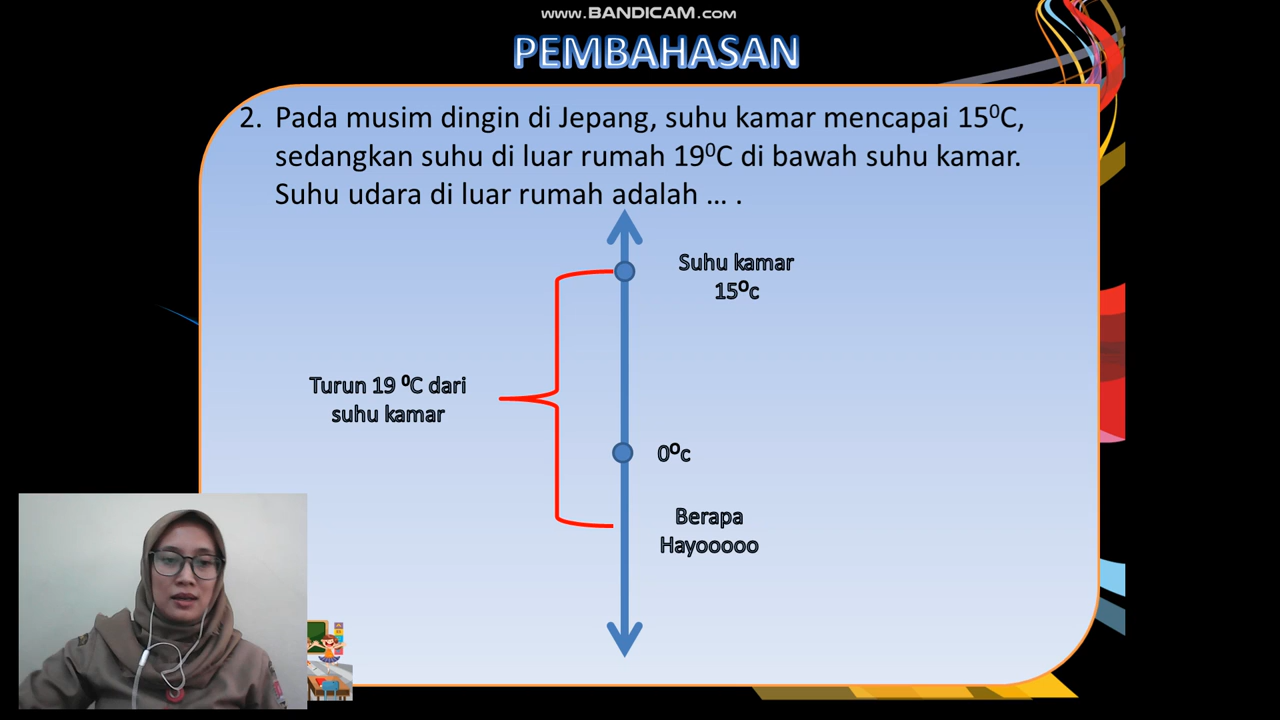 www.BANDICAM.com
PEMBAHASAN
2. Pada musim dingin di Jepang, suhu kamar mencapai 15⁰C,
sedangkan suhu di luar rumah 19⁰C di bawah suhu kamar.
Suhu udara di luar rumah adalah ... .
Suhu kamar
15⁰c
Turun 19 ⁰C dari
suhu kamar
0⁰c
Berapa
Hayooooo